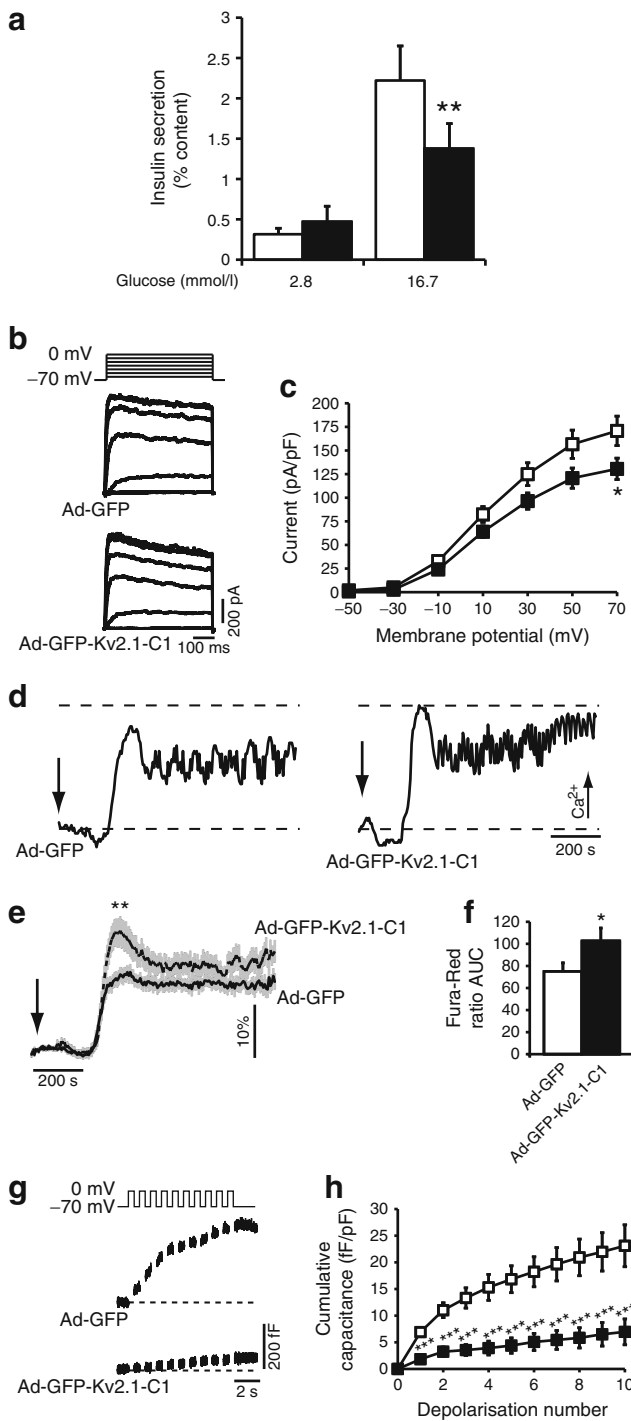 a
3
2.5
2
1.5
1
0.5
0
Insulin secretion
(% content)
**
Glucose (mmol/l)
2.8
16.7
b
0 mV
−70 mV
Ad-GFP
Ad-GFP-Kv2.1-C1
200 pA
100 ms
c
200
175
150
125
100
75
50
25
0
Current (pA/pF)
*
−50 −30 −10 10 30 50 70
Membrane potential (mV)
d
Ad-GFP
Ad-GFP-Kv2.1-C1
Ca2+
200 s
e
**
Ad-GFP-Kv2.1-C1
Ad-GFP
10%
200 s
f
120
100
80
60
40
20
0
Fura-Red
ratio AUC
*
Ad-GFP
Ad-GFP-Kv2.1-C1
g
0 mV
−70 mV
Ad-GFP
Ad-GFP-Kv2.1-C1
200 fF
2 s
h
30
25
20
15
10
5
0
Cumulative
capacitance (fF/pF)
0 2 4 6 8 10
Depolarisation number